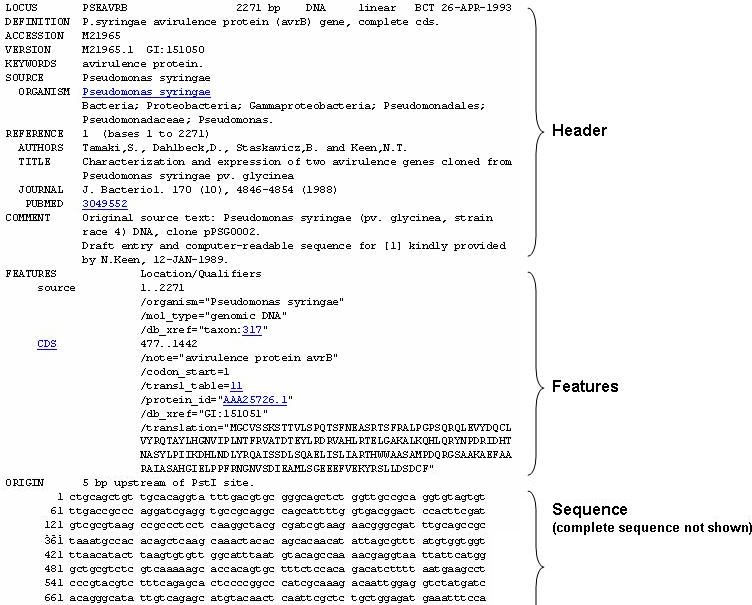 LOCUS PSEAVRB 2271 bp DNA linear BCT 26-APR-1993
DEFINITION P.syringae avirulence protein (avrB) gene, complete cds.
ACCESSION M21965
VERSION M21965.1 GI:151050
KEYWORDS avirulence protein.
SOURCE Pseudomonas syringae
ORGANISM Pseudomonas syringae
Bacteria; Proteobacteria; Gammaproteobacteria; Pseudomonadales;
Pseudomonadaceae; Pseudomonas.
REFERENCE 1 (bases 1 to 2271)
AUTHORS Tamaki,S., Dahlbeck,D., Staskawicz,B. and Keen,N.T.
TITLE Characterization and expression of two avirulence genes cloned from
Pseudomonas syringae pv. glycinea
JOURNAL J. Bacteriol. 170 (10), 4846-4854 (1988)
PUBMED 3049552
COMMENT Original source text: Pseudomonas syringae (pv. glycinea, strain
race 4) DNA, clone pPSG0002.
Draft entry and computer-readable sequence for [1] kindly provided
by N.Keen, 12-JAN-1989.
Header
FEATURES Location/Qualifiers
source 1..2271
/organism="Pseudomonas syringae"
/mol_type="genomic DNA"
/db_xref="taxon:317"
CDS 477..1442
/note="avirulence protein avrB"
/codon_start=1
/transl_table=11
/protein_id="AAA25726.1"
/db_xref="GI:151051"
/translation="MGCVSSKSTTVLSPQTSFNEASRTSFRALPGPSQRQLEVYDQCL
VYRQTAYLHGNVIPLNTFRVATDTEYLRDRVAHLRTELGAKALKQHLQRYNPDRIDHT
NASYLPIIKDHLNDLYRQAISSDLSQAELISLIARTHWWAASAMPDQRGSAAKAEFAA
RAIASAHGIELPPFRNGNVSDIEAMLSGEEEFVEKYRSLLDSDCF"
Features
ORIGIN 5 bp upstream of PstI site.
1 ctgcagctgt tgcacaggta tttgacgtgc gggcagctct ggttgccgca ggtgtagtgt
61 ttgacgccc aggatcgagg tgccgcaggc cagcattttg gtgtgacggact ccacttcgat
121 gtcgcgtaag ccgccctcct caaggctacg cgatcgtaag aacgggcgat ttgcagccgc
361 taaatgccac acagctcaag caaactacac agcacaacat attagcgttt atgtggtggt
421 ttaacatact taagtgtgtt ggcatttaat gtacagccaa aacgaggtaa ttattcatgg
481 gctgcgtctc gtcaaaaagc accacagtgc tttctccaca gacatctttt aatgaagcct
541 cccgtacgtc tttcagagca ctccccggcc catcgcaaag acaattggag gtctatgatc
661 acagggcata ttgtcagagc atgtacaact caattcgctc tgctggagat gaaatttcca
Sequence
(complete sequence not shown)